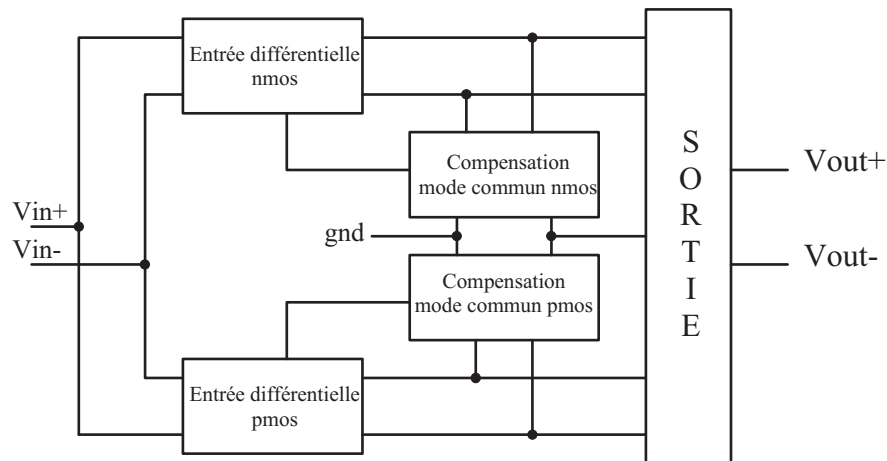 Entrée différentielle
nmos
Compensation
mode commun nmos
Vin+
Vin-
gnd
Compensation
mode commun pmos
Entrée différentielle
pmos
S
O
R
T
I
E
Vout+
Vout-